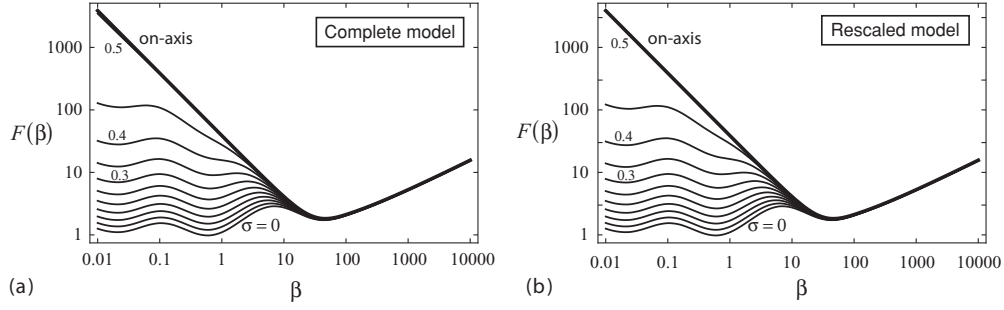 Complete model
on-axis
0.5
0.4
0.3
σ = 0
F(β)
1000
100
10
1
0.01 0.1 1 10 100 1000 10000
β
(a)
Rescaled model
on-axis
0.5
0.4
0.3
σ = 0
F(β)
1000
100
10
1
0.01 0.1 1 10 100 1000 10000
β
(b)